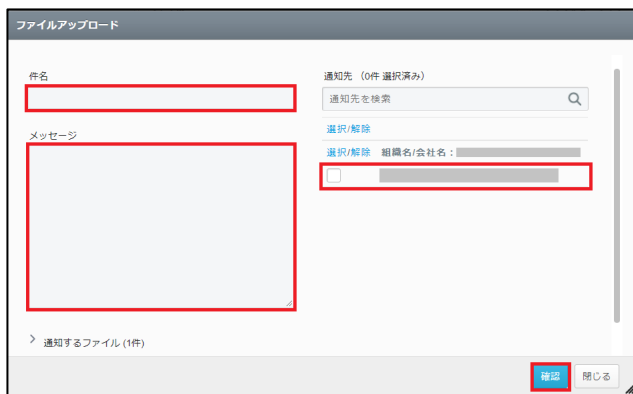 ファイルアップロード
件名
メッセージ
通知するファイル (1件)
通知先 （0件 選択済み）
通知先を検索
選択/解除
選択/解除 組織名/会社名：
確認
閉じる